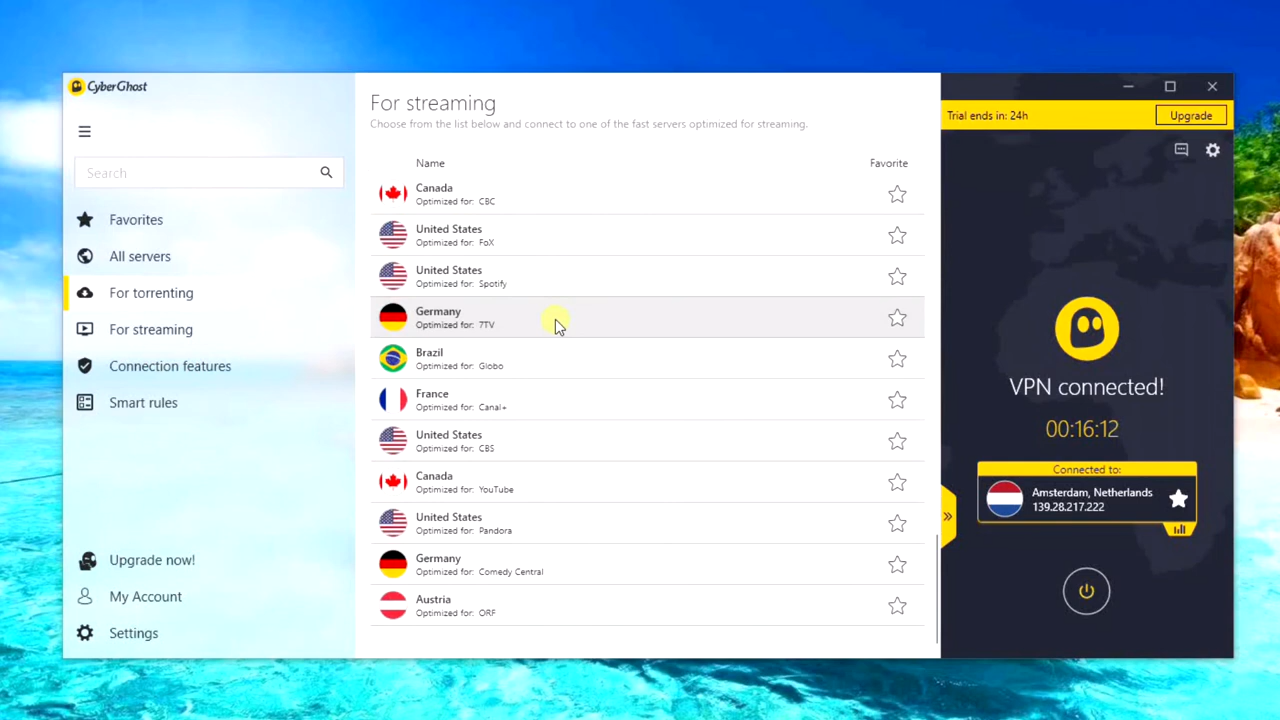 CyberGhost
Search
Favorites
All servers
For torrenting
For streaming
Connection features
Smart rules
Upgrade now!
My Account
Settings
For streaming
Choose from the list below and connect to one of the fast servers optimized for streaming.
Name Favorite
Canada
Optimized for: CBC
United States
Optimized for: FoX
United States
Optimized for: Spotify
Germany
Optimized for: 7TV
Brazil
Optimized for: Globo
France
Optimized for: Canal+
United States
Optimized for: CBS
Canada
Optimized for: YouTube
United States
Optimized for: Pandora
Germany
Optimized for: Comedy Central
Austria
Optimized for: ORF
Trial ends in: 24h Upgrade
VPN connected!
00:16:12
Connected to:
Amsterdam, Netherlands
139.28.217.222